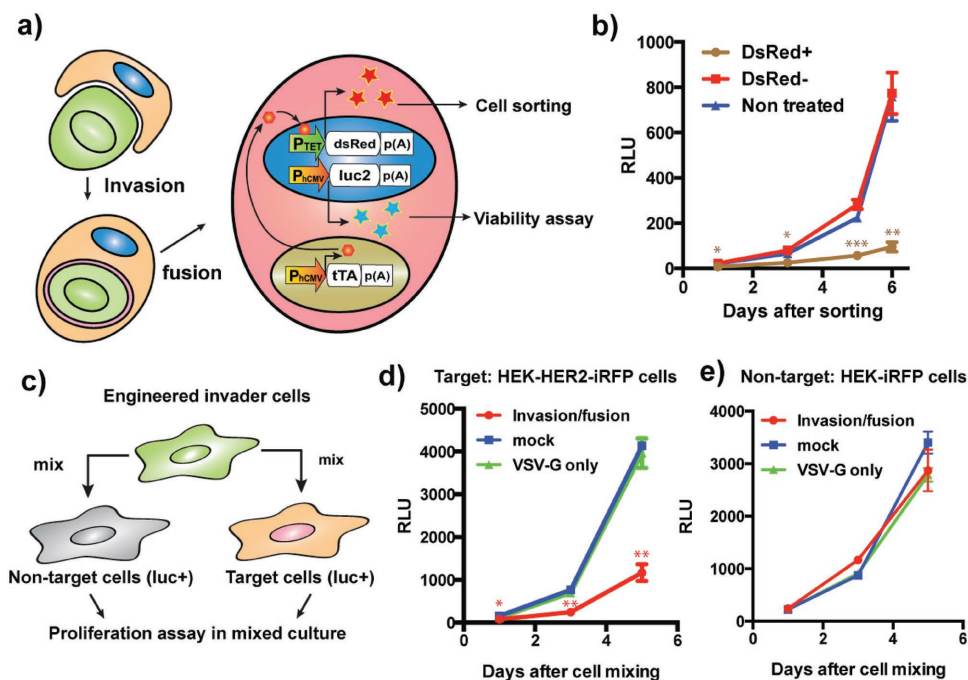 a)
Invasion
fusion
PTET
dsRed
p(A)
PhCMV
luc2
p(A)
PhCMV
tTA
p(A)
Cell sorting
Viability assay
b)
DsRed+
DsRed-
Non treated
1000
800
600
400
200
0
RLU
* * *** **
0 2 4 6
Days after sorting
c)
Engineered invader cells
mix
mix
Non-target cells (luc+)
Target cells (luc+)
Proliferation assay in mixed culture
d)
Target: HEK-HER2-iRFP cells
Invasion/fusion
mock
VSV-G only
5000
4000
3000
2000
1000
0
RLU
* ** **
0 2 4 6
Days after cell mixing
e)
Non-target: HEK-iRFP cells
Invasion/fusion
mock
VSV-G only
4000
3000
2000
1000
0
RLU
0 2 4 6
Days after cell mixing